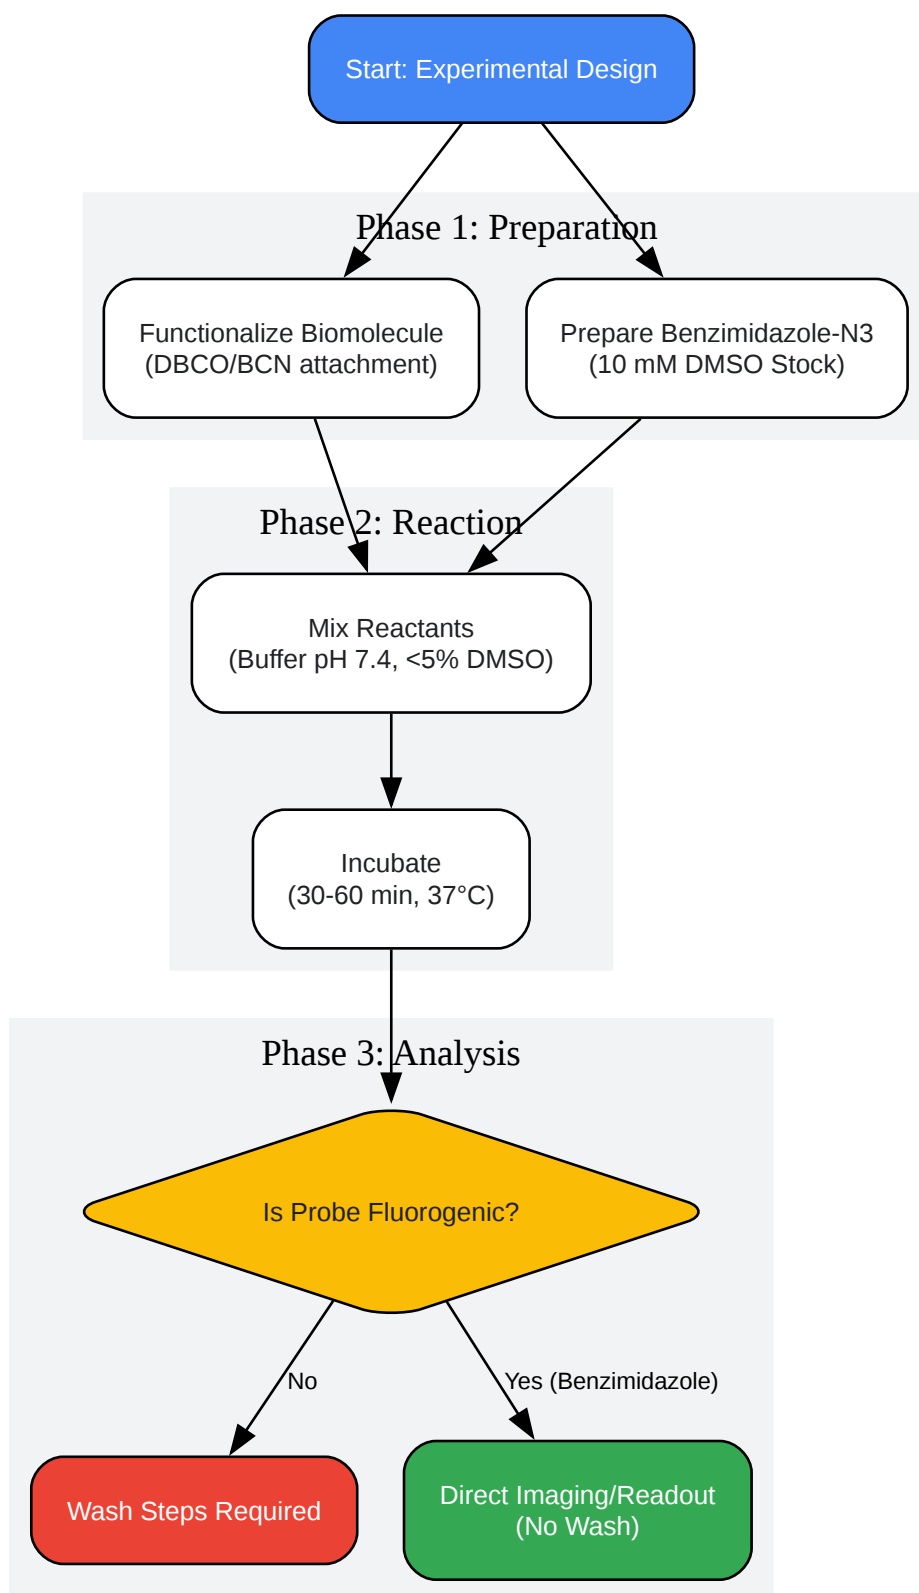 Start: Experimental Design
Phase 1: Preparation
Functionalize Biomolecule
(DBCO/BCN attachment)
Prepare Benzimidazole-N3
(10 mM DMSO Stock)
Phase 2: Reaction
Mix Reactants
(Buffer pH 7.4, <5% DMSO)
Incubate
(30-60 min, 37°C)
Phase 3: Analysis
Is Probe Fluorogenic?
No
Yes (Benzimidazole)
Wash Steps Required
Direct Imaging/Readout
(No Wash)